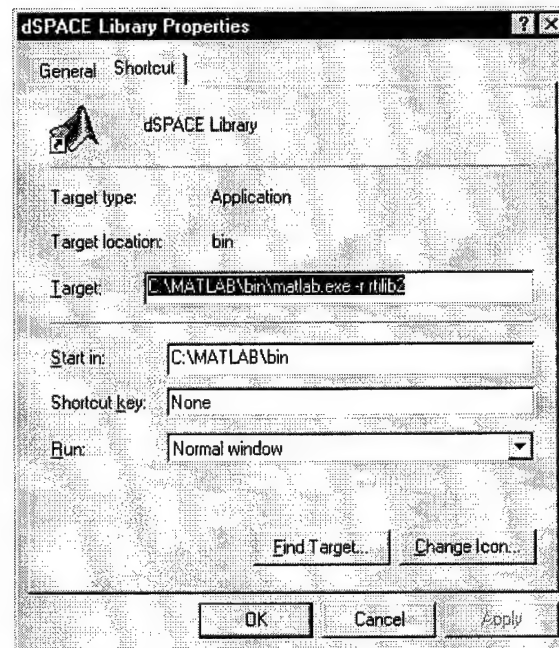 dSPACE Library Properties
General Shortcut
dSPACE Library
Target type: Application
Target location: bin
Target: C:\MATLAB\bin\matlab.exe -r rtilib2
Start in: C:\MATLAB\bin
Shortcut key: None
Run: Normal window
Find Target... Change Icon...
OK Cancel Apply